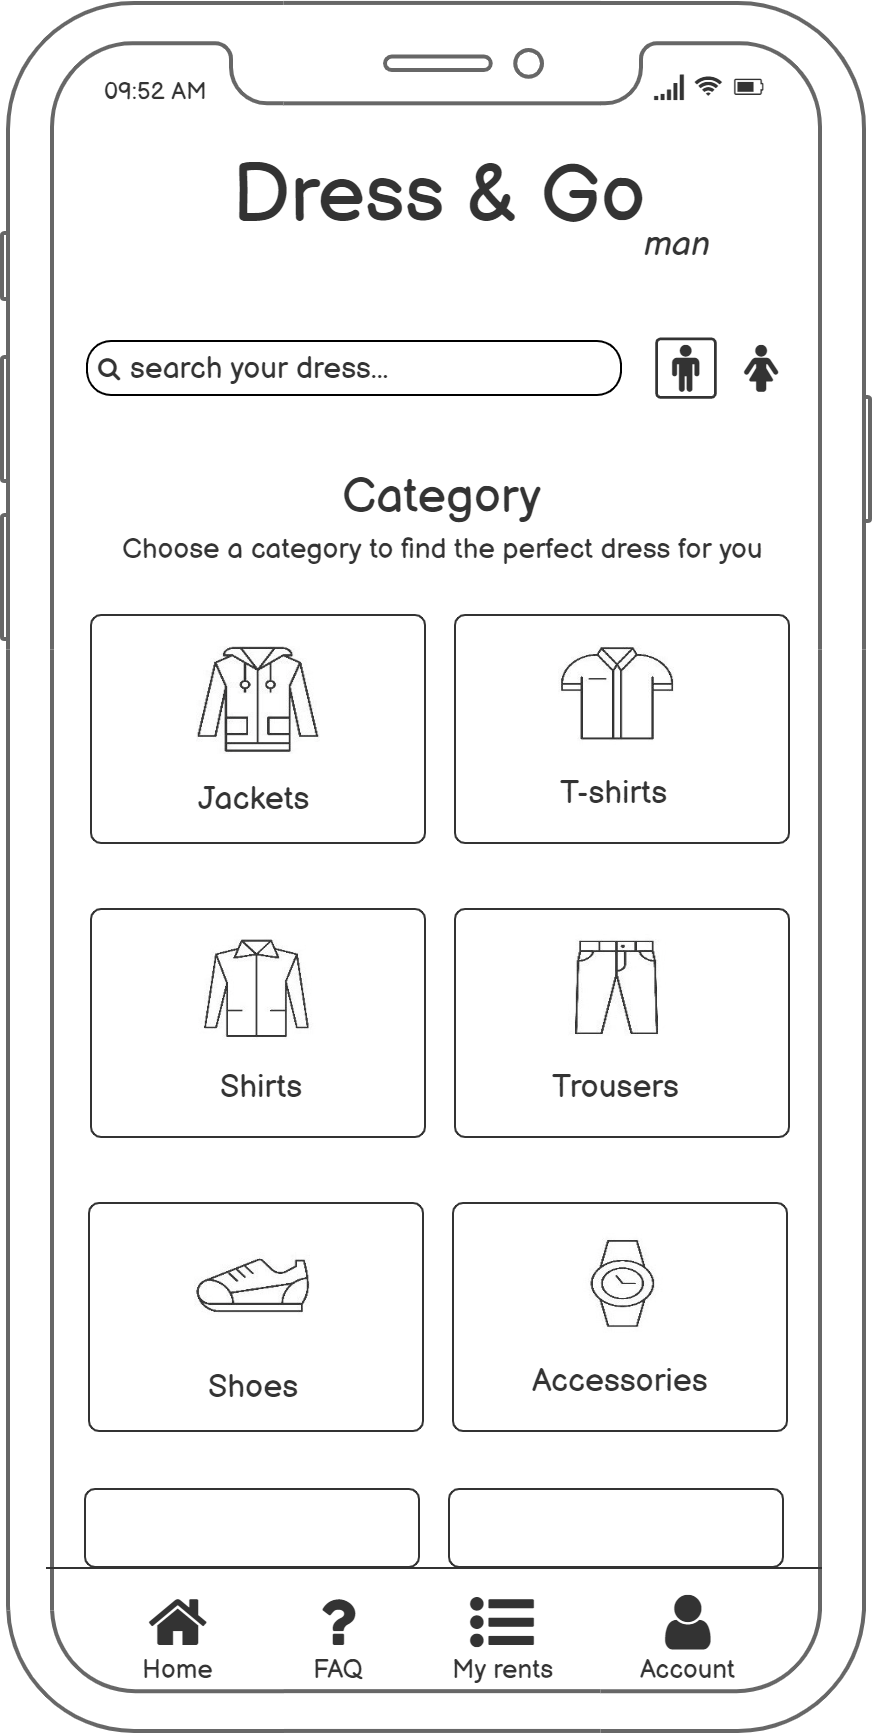 09:52 AM
Dress & Go
man
search your dress...
Category
Choose a category to find the perfect dress for you
Jackets
T-shirts
Shirts
Trousers
Shoes
Accessories
Home
FAQ
My rents
Account